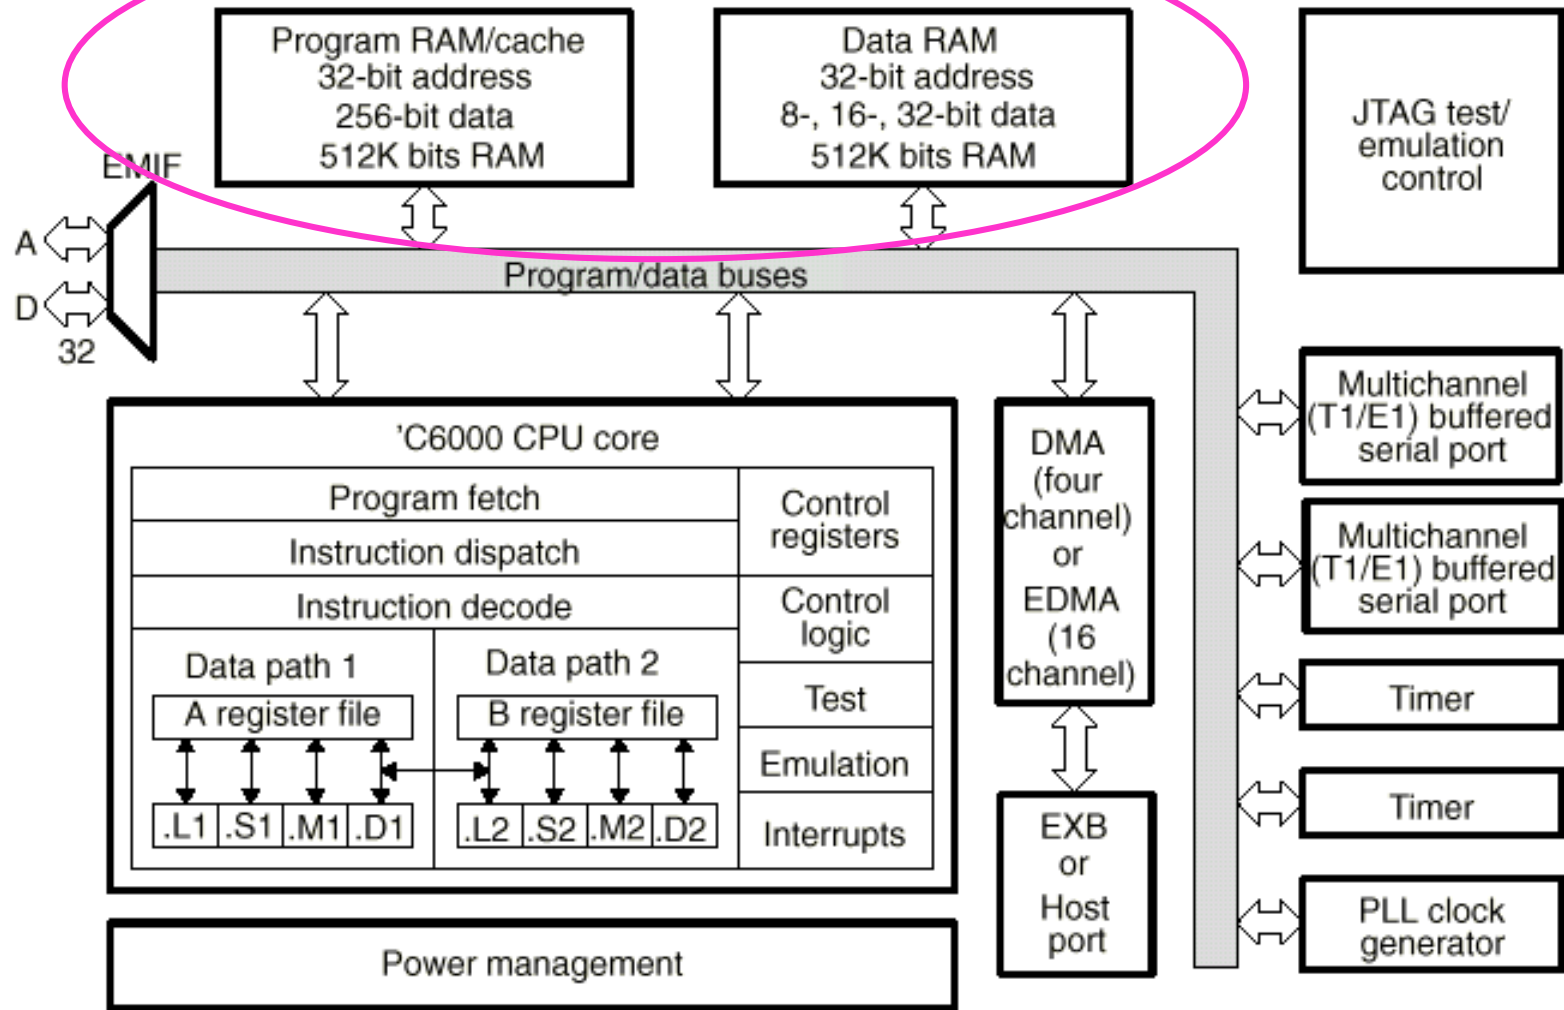 Program RAM/cache
32-bit address
256-bit data
512K bits RAM
Data RAM
32-bit address
8-, 16-, 32-bit data
512K bits RAM
JTAG test/
emulation
control
EMIF
A
D
32
Program/data buses
'C6000 CPU core
Program fetch
Instruction dispatch
Instruction decode
Control
registers
Control
logic
Test
Emulation
Interrupts
Data path 1
A register file
.L1 .S1 .M1 .D1
Data path 2
B register file
.L2 .S2 .M2 .D2
Power management
DMA
(four
channel)
or
EDMA
(16
channel)
EXB
or
Host
port
Multichannel
(T1/E1) buffered
serial port
Multichannel
(T1/E1) buffered
serial port
Timer
Timer
PLL clock
generator